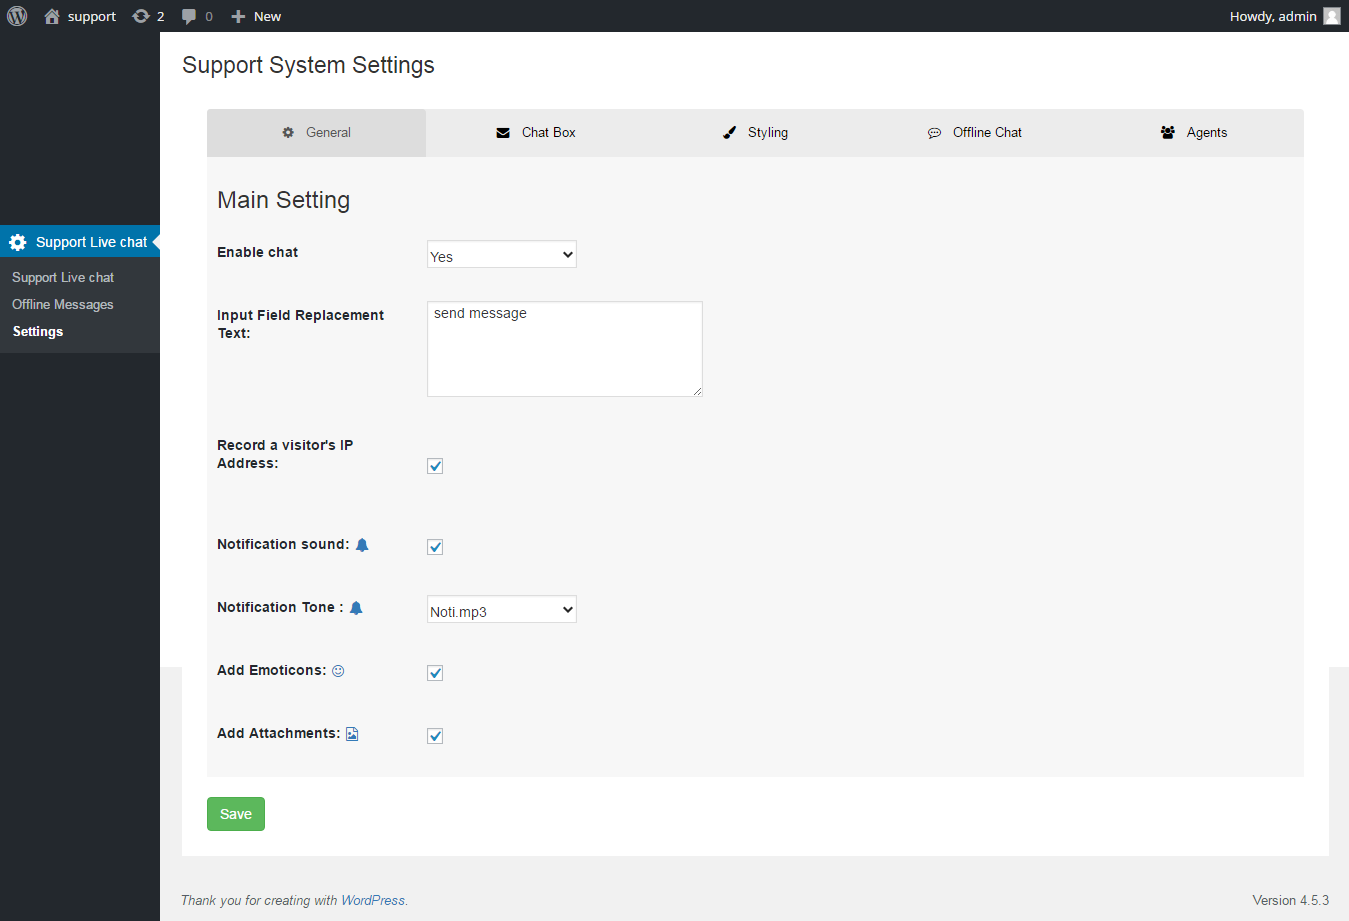 support 2 0 New Howdy, admin
Support System Settings
General Chat Box Styling Offline Chat Agents
Main Setting
Support Live chat
Support Live chat
Offline Messages
Settings
Enable chat Yes
Input Field Replacement
Text:
send message
Record a visitor's IP
Address:
Notification sound:
Notification Tone : Noti.mp3
Add Emoticons:
Add Attachments:
Save
Thank you for creating with WordPress. Version 4.5.3